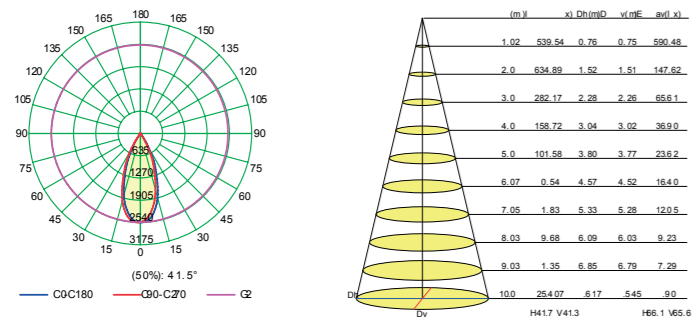 180
165 165
150 150
135 135
120 120
105 105
90 90
75 75
60 60
45 45
30 30
15 15
0
635
1270
1905
2540
3175
(50%): 41.5°
C0-C180 C90-C270 G2
(m)l x) Dh(m)D v(m)E av(lx)
1.02 539.54 0.76 0.75 590.48
2.0 634.89 1.52 1.51 147.62
3.0 282.17 2.28 2.26 65.61
4.0 158.72 3.04 3.02 36.90
5.0 101.58 3.80 3.77 23.62
6.07 0.54 4.57 4.52 16.40
7.05 1.83 5.33 5.28 12.05
8.03 9.68 6.09 6.03 9.23
9.03 1.35 6.85 6.79 7.29
10.0 25.407 .617 .545 .90
Dh
Dv
H41.7 V41.3 H66.1 V65.6